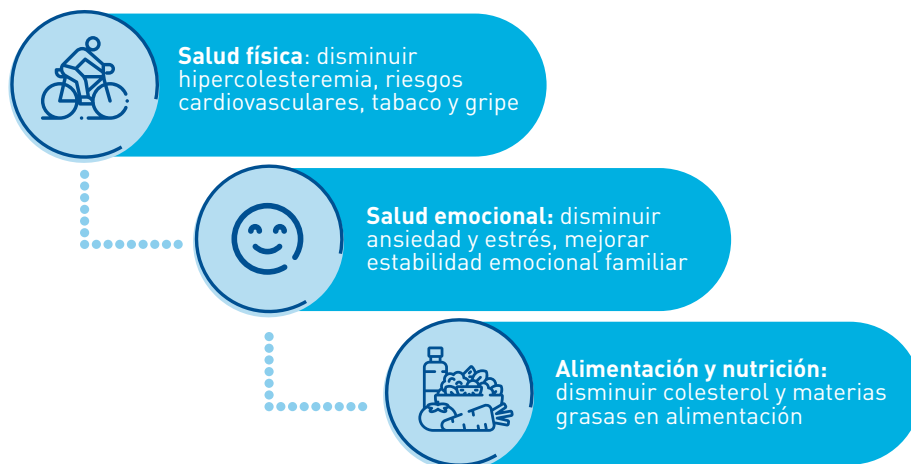 Salud física: disminuir
hipercolesteremia, riesgos
cardiovasculares, tabaco y gripe
Salud emocional: disminuir
ansiedad y estrés, mejorar
estabilidad emocional familiar
Alimentación y nutrición:
disminuir colesterol y materias
grasas en alimentación